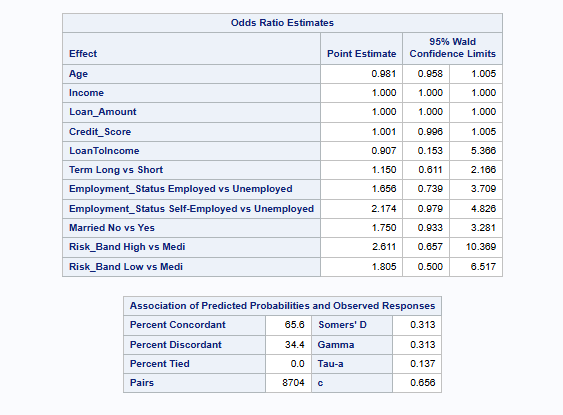 Odds Ratio Estimates
Effect Point Estimate 95% Wald Confidence Limits
Age 0.981 0.958 1.005
Income 1.000 1.000 1.000
Loan_Amount 1.000 1.000 1.000
Credit_Score 1.001 0.996 1.005
LoanToIncome 0.907 0.153 5.366
Term Long vs Short 1.150 0.611 2.166
Employment_Status Employed vs Unemployed 1.656 0.739 3.709
Employment_Status Self-Employed vs Unemployed 2.174 0.979 4.826
Married No vs Yes 1.750 0.933 3.281
Risk_Band High vs Medi 2.611 0.657 10.369
Risk_Band Low vs Medi 1.805 0.500 6.517
Association of Predicted Probabilities and Observed Responses
Percent Concordant 65.6 Somers' D 0.313
Percent Discordant 34.4 Gamma 0.313
Percent Tied 0.0 Tau-a 0.137
Pairs 8704 c 0.656